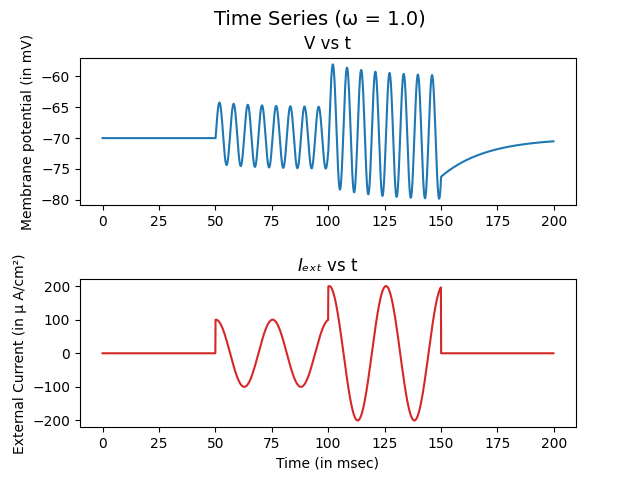 Time Series (ω = 1.0)
V vs t
Membrane potential (in mV)
−60
−65
−70
−75
−80
0 25 50 75 100 125 150 175 200
Iₑₓₜ vs t
External Current (in μ A/cm²)
200
100
0
−100
−200
0 25 50 75 100 125 150 175 200
Time (in msec)